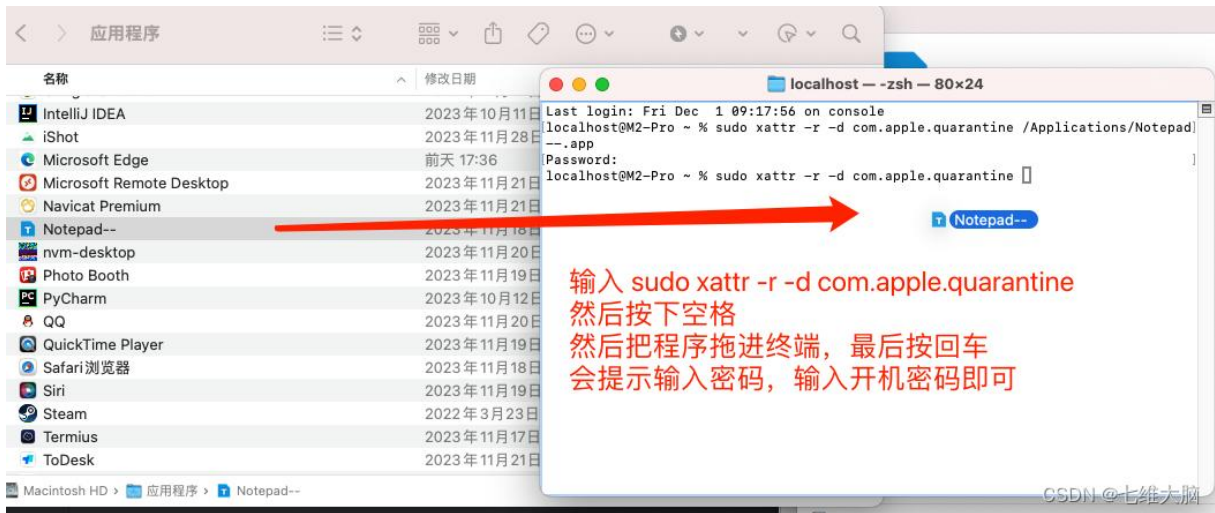 应用程序
名称
修改日期
IntelliJ IDEA
2023年10月11日
iShot
2023年11月28日
Microsoft Edge
前天 17:36
Microsoft Remote Desktop
2023年11月21日
Navicat Premium
2023年11月21日
Notepad--
2023年11月18日
nvm-desktop
2023年11月20日
Photo Booth
2023年11月19日
PyCharm
2023年10月12日
QQ
2023年11月20日
QuickTime Player
2023年11月19日
Safari浏览器
2023年11月18日
Siri
2023年11月19日
Steam
2022年3月23日
Termius
2023年11月17日
ToDesk
2023年11月21日
Macintosh HD › 应用程序 › Notepad--
localhost — -zsh — 80×24
Last login: Fri Dec  1 09:17:56 on console
[localhost@M2-Pro ~ % sudo xattr -r -d com.apple.quarantine /Applications/Notepad]
--.app
[Password:                                                                      ]
localhost@M2-Pro ~ % sudo xattr -r -d com.apple.quarantine
Notepad--
输入 sudo xattr -r -d com.apple.quarantine
然后按下空格
然后把程序拖进终端，最后按回车
会提示输入密码，输入开机密码即可
CSDN @七维大脑